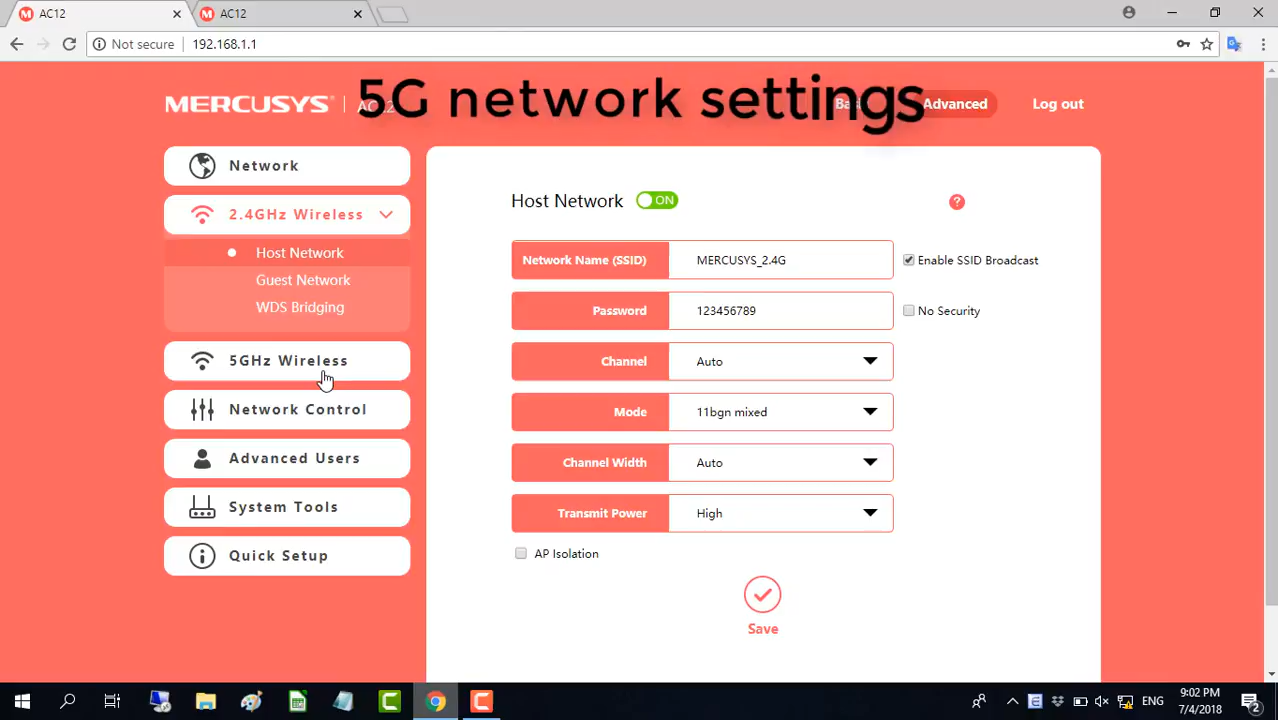 AC12
AC12
Not secure
192.168.1.1
5G network settings
MERCUSYS
Advanced
Log out
Network
2.4GHz Wireless
Host Network
Guest Network
WDS Bridging
5GHz Wireless
Network Control
Advanced Users
System Tools
Quick Setup
Host Network
ON
?
Network Name (SSID)
MERCUSYS_2.4G
Enable SSID Broadcast
Password
123456789
No Security
Channel
Auto
Mode
11bgn mixed
Channel Width
Auto
Transmit Power
High
AP Isolation
Save
ENG
9:02 PM
7/4/2018
2